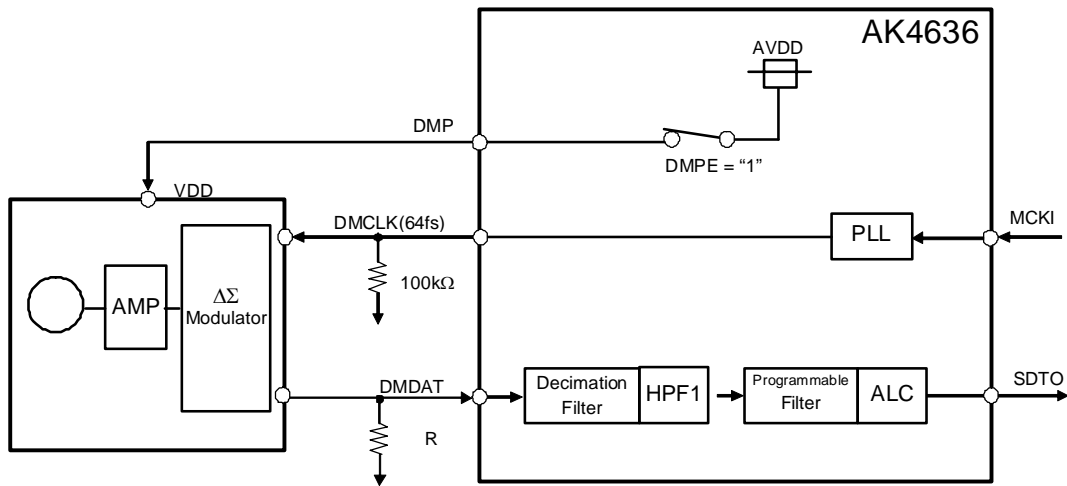 AK4636
AVDD
DMP
DMPE = “1”
VDD
DMCLK(64fs)
PLL
MCKI
100kΩ
AMP
ΔΣ
Modulator
DMDAT
Decimation
Filter
HPF1
Programmable
Filter
ALC
SDTO
R